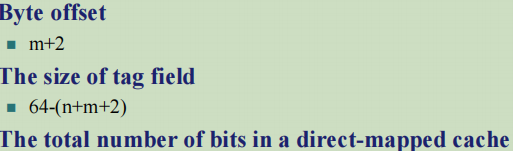 Byte offset
m+2
The size of tag field
64-(n+m+2)
The total number of bits in a direct-mapped cache